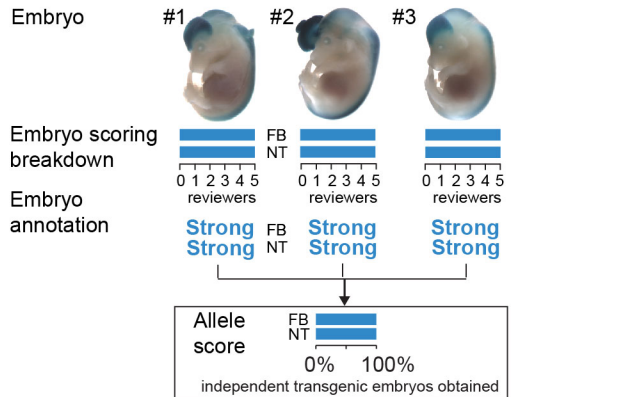 Embryo #1 #2 #3
Embryo scoring breakdown
FB
NT
0 1 2 3 4 5 0 1 2 3 4 5 0 1 2 3 4 5
reviewers reviewers reviewers
Embryo annotation
Strong FB Strong Strong
Strong NT Strong Strong
Allele score
FB
NT
0% 100%
independent transgenic embryos obtained